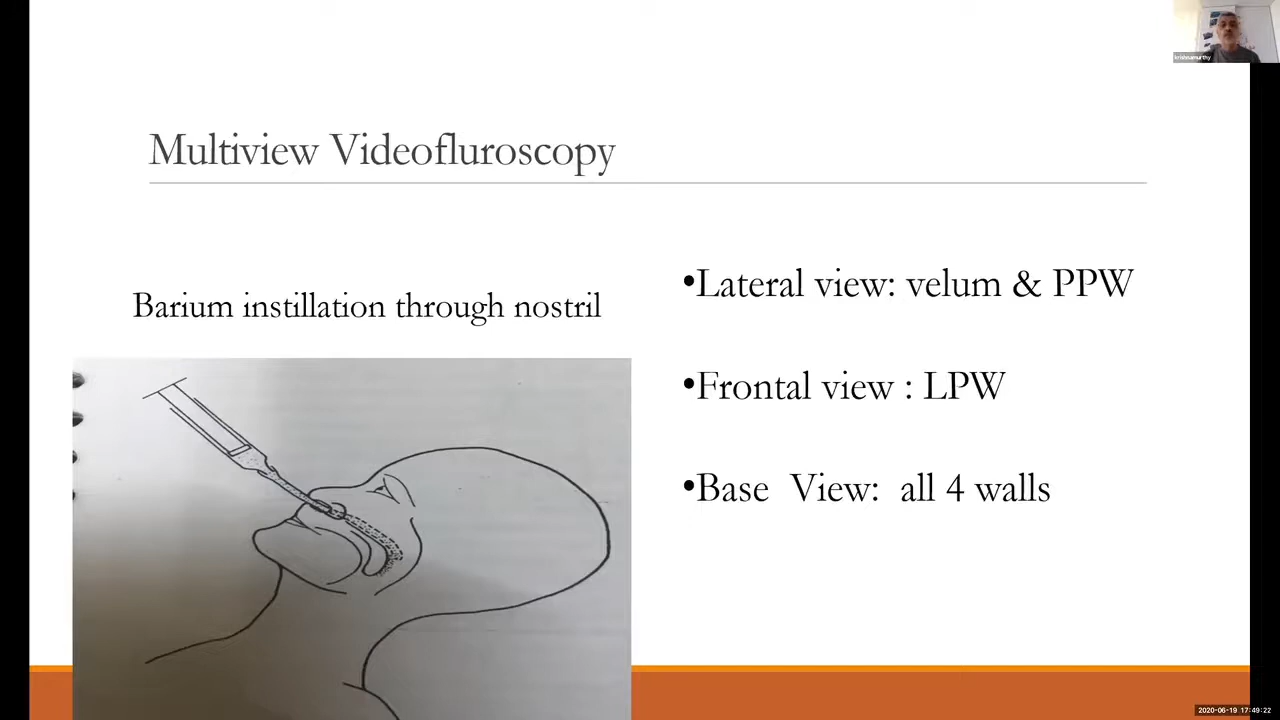 krishnamurthy
Multiview Videofluroscopy
Barium instillation through nostril
•Lateral view: velum & PPW
•Frontal view : LPW
•Base View: all 4 walls
2020-06-19 17:49:22